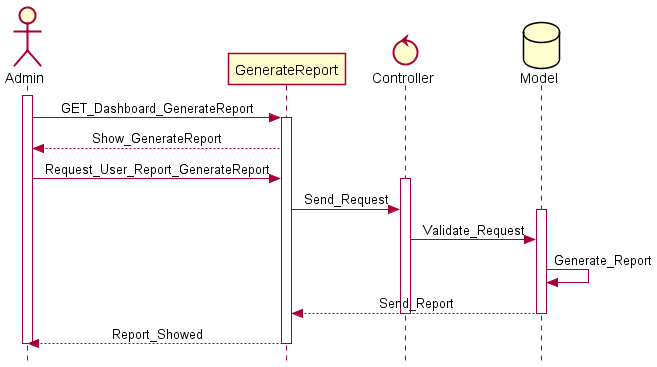 Admin
GenerateReport
Controller
Model
GET_Dashboard_GenerateReport
Show_GenerateReport
Request_User_Report_GenerateReport
Send_Request
Validate_Request
Generate_Report
Send_Report
Report_Showed